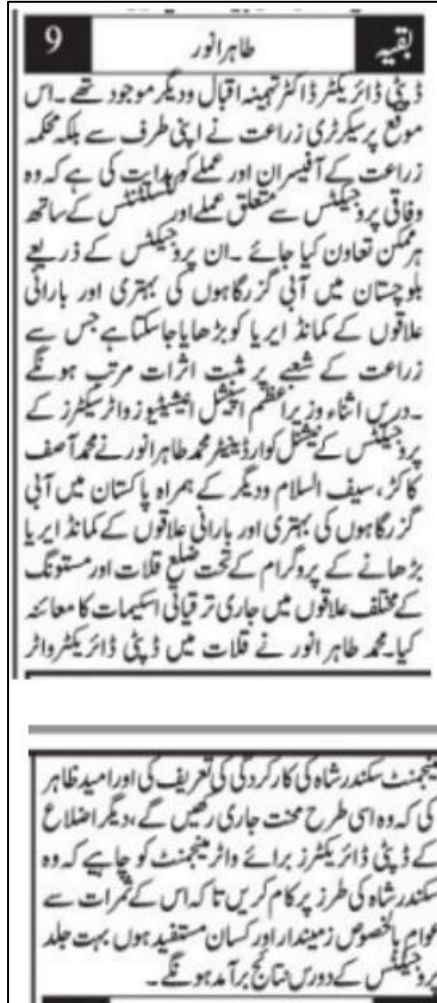 بقیہ طاہرانور 9
ڈپٹی ڈائریکٹر ڈاکٹر تہمینہ اقبال ودیگر موجود تھے ۔اس
موقع پر سیکرٹری زراعت نے اپنی طرف سے بلکہ محکمہ
زراعت کے آفیسران اور عملے کو ہدایت کی ہے کہ وہ
وفاقی پروجیکٹس سے متعلق عملے اور کنسلٹنٹس کے ساتھ
ہر ممکن تعاون کیا جائے ۔ان پروجیکٹس کے ذریعے
بلوچستان میں آبی گزرگاہوں کی بہتری اور بارانی
علاقوں کے کمانڈ ایریا کو بڑھایا جاسکتا ہے جس سے
زراعت کے شعبے پر مثبت اثرات مرتب ہونگے
۔دریں اثناء وزیراعظم اسپیشل انیشیٹیوز واٹر سیکٹرز کے
پروجیکٹس کے نیشنل کوارڈینیٹر محمد طاہر انور نے محمد آصف
کاکڑ، سیف السلام ودیگر کے ہمراہ پاکستان میں آبی
گزرگاہوں کی بہتری اور بارانی علاقوں کے کمانڈ ایریا
بڑھانے کے پروگرام کے تحت ضلع قلات اور مستونگ
کے مختلف علاقوں میں جاری ترقیاتی اسکیمات کا معائنہ
کیا۔محمد طاہر انور نے قلات میں ڈپٹی ڈائریکٹر واٹر
مینجمنٹ سکندر شاہ کی کارکردگی کی تعریف کی اور امید ظاہر
کی کہ وہ اسی طرح محنت جاری رکھیں گے ،دیگر اضلاع
کے ڈپٹی ڈائریکٹرز برائے واٹر مینجمنٹ کو چاہیے کہ وہ
سکندر شاہ کی طرز پر کام کریں تاکہ اس کے ثمرات سے
عوام بالخصوص زمیندار اور کسان مستفید ہوں بہت جلد
پروجیکٹس کے دورس نتائج برآمد ہونگے ۔